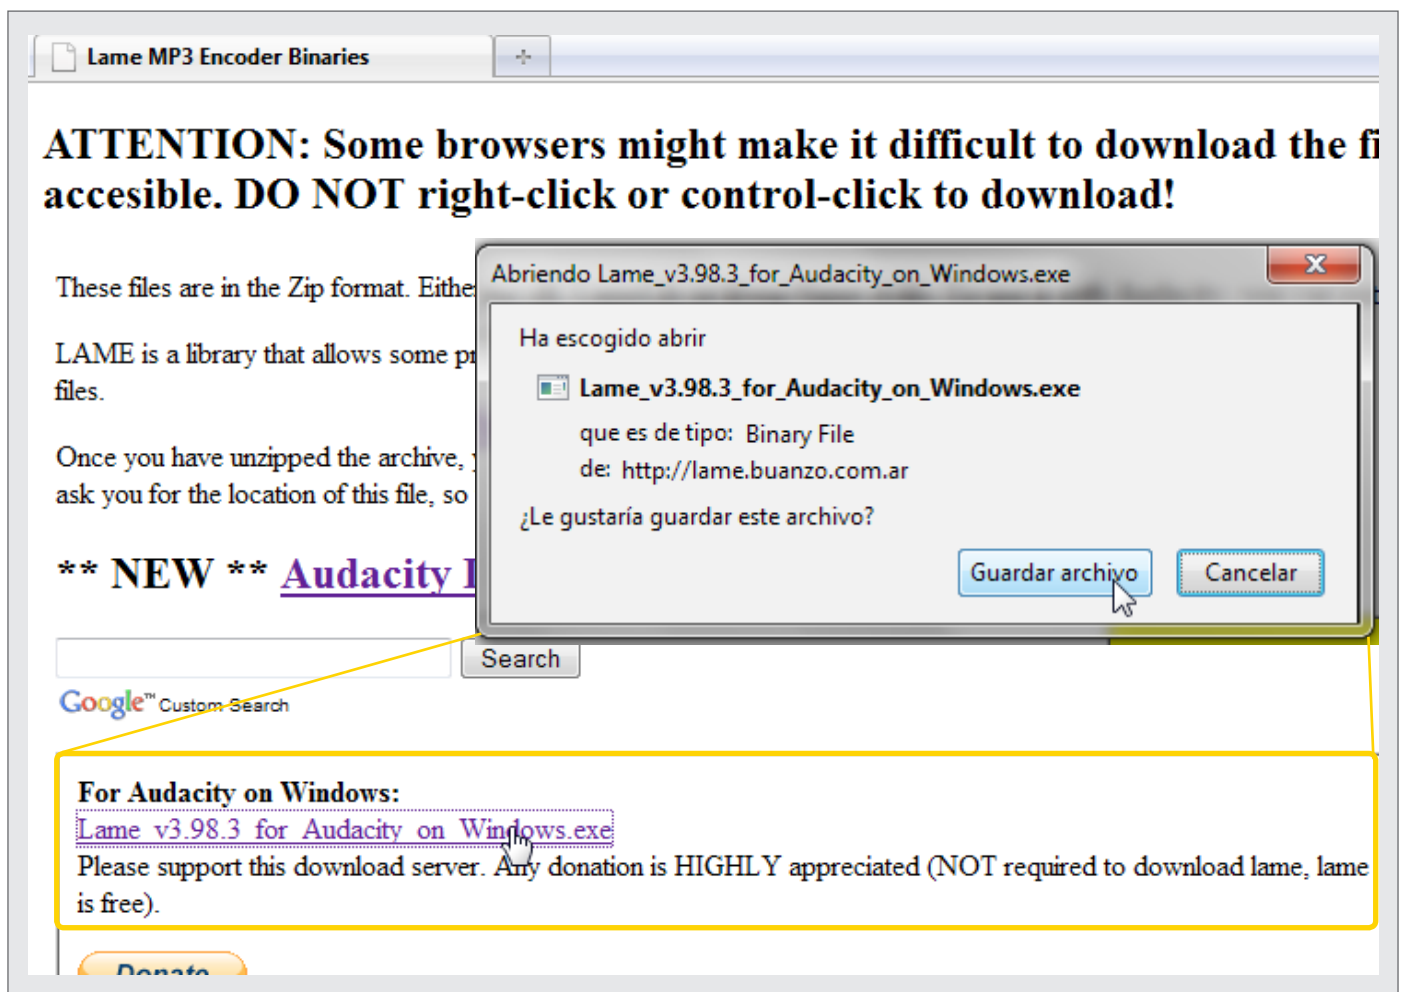 Lame MP3 Encoder Binaries
ATTENTION: Some browsers might make it difficult to download the
accesible. DO NOT right-click or control-click to download!
These files are in the Zip format.
LAME is a library that allows some
files.
Once you have unzipped the archive,
ask you for the location of this file, so
** NEW ** Audacity
Abriendo Lame_v3.98.3_for_Audacity_on_Windows.exe
Ha escogido abrir
Lame_v3.98.3_for_Audacity_on_Windows.exe
que es de tipo: Binary File
de: http://lame.buanzo.com.ar
¿Le gustaría guardar este archivo?
Guardar archivo Cancelar
Search
Google™ Custom Search
For Audacity on Windows:
Lame_v3.98.3_for_Audacity_on_Windows.exe
Please support this download server. Any donation is HIGHLY appreciated (NOT required to download lame, lame
is free).
Donate